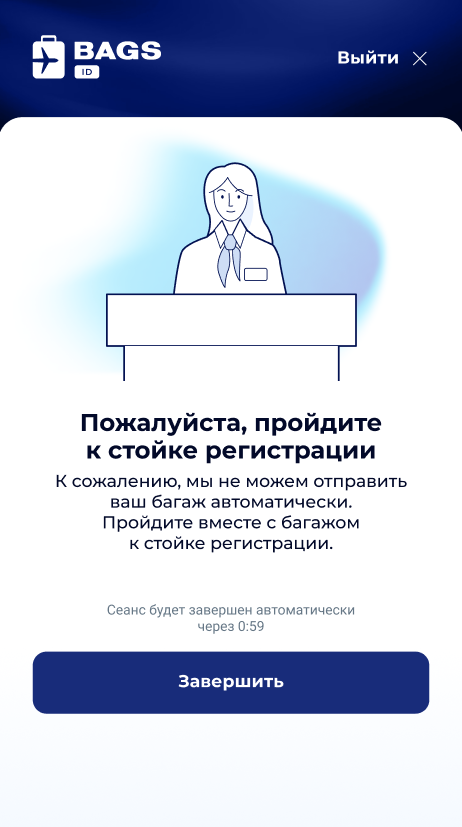 BAGS
ID
Выйти
Пожалуйста, пройдите
к стойке регистрации
К сожалению, мы не можем отправить
ваш багаж автоматически.
Пройдите вместе с багажом
к стойке регистрации.
Сеанс будет завершен автоматически
через 0:59
Завершить